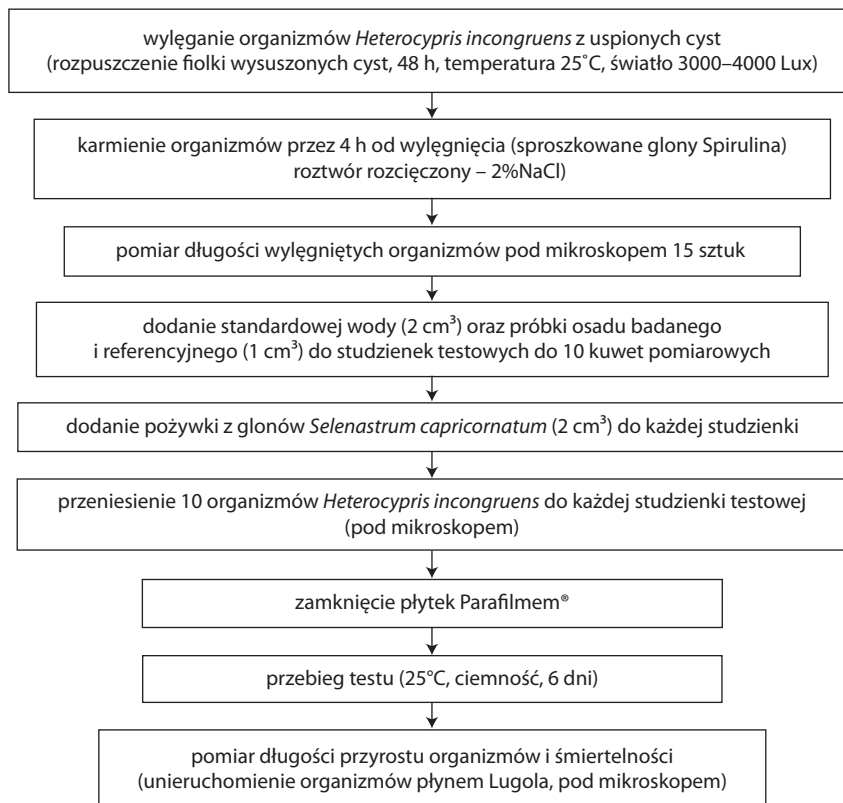 wylęganie organizmów Heterocypris incongruens z uspionych cyst
(rozpuszczenie fiolki wysuszonych cyst, 48 h, temperatura 25˚C, światło 3000–4000 Lux)
karmienie organizmów przez 4 h od wylęgnięcia (sproszkowane glony Spirulina)
roztwór rozcięczony – 2%NaCl)
pomiar długości wylęgniętych organizmów pod mikroskopem 15 sztuk
dodanie standardowej wody (2 cm³) oraz próbki osadu badanego
i referencyjnego (1 cm³) do studzienek testowych do 10 kuwet pomiarowych
dodanie pożywki z glonów Selenastrum capricornatum (2 cm³) do każdej studzienki
przeniesienie 10 organizmów Heterocypris incongruens do każdej studzienki testowej
(pod mikroskopem)
zamknięcie płytek Parafilmem®
przebieg testu (25°C, ciemność, 6 dni)
pomiar długości przyrostu organizmów i śmiertelności
(unieruchomienie organizmów płynem Lugola, pod mikroskopem)